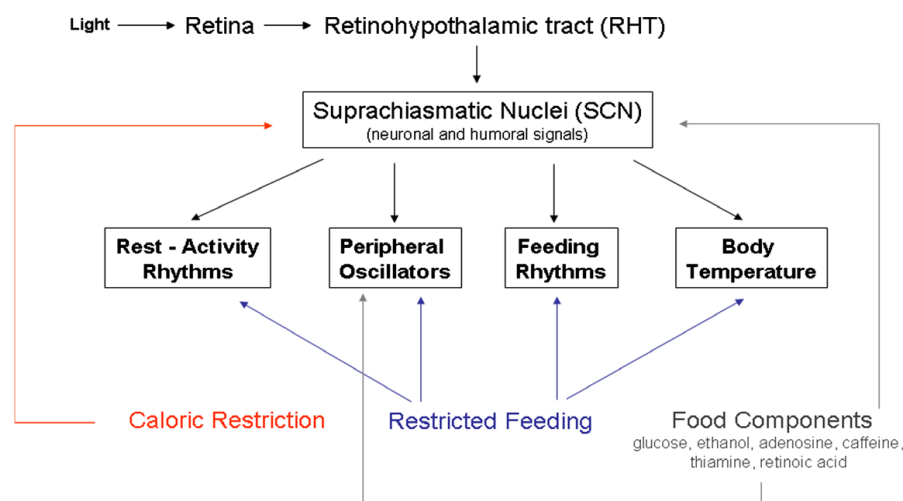 Light Retina Retinohypothalamic tract (RHT)
Suprachiasmatic Nuclei (SCN)
(neuronal and humoral signals)
Rest - Activity
Rhythms
Peripheral
Oscillators
Feeding
Rhythms
Body
Temperature
Caloric Restriction
Restricted Feeding
Food Components
glucose, ethanol, adenosine, caffeine,
thiamine, retinoic acid